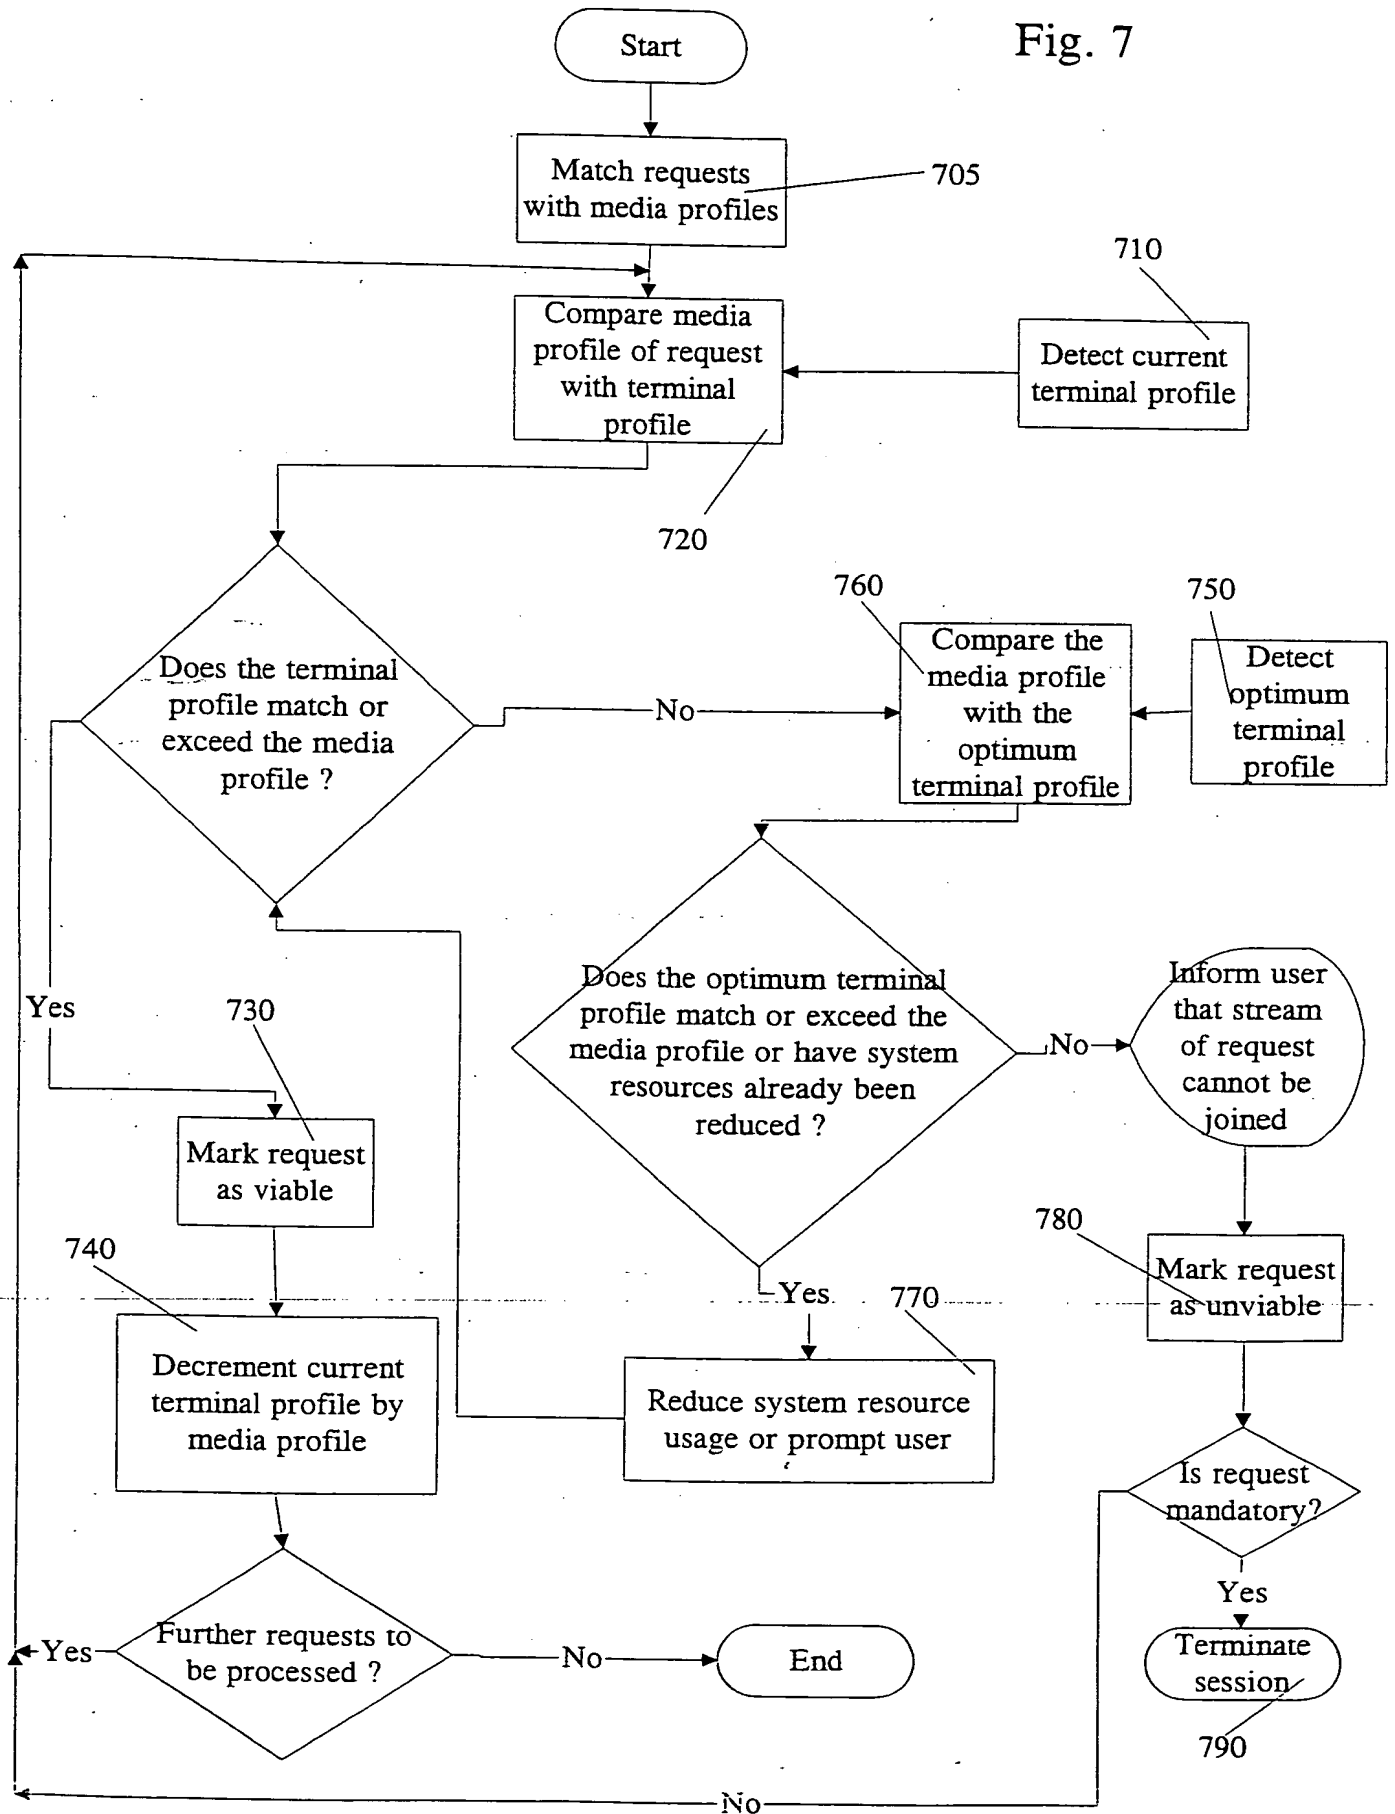 Fig. 7
Start
Match requests
with media profiles
705
710
Compare media
profile of request
with terminal
profile
Detect current
terminal profile
720
760
750
Does the terminal
profile match or
exceed the media
profile ?
No
Compare the
media profile
with the
optimum
terminal profile
Detect
optimum
terminal
profile
Yes
730
Does the optimum terminal
profile match or exceed the
media profile or have system
resources already been
reduced ?
No
Inform user
that stream
of request
cannot be
joined
Mark request
as viable
740
780
Yes
770
Mark request
as unviable
Decrement current
terminal profile by
media profile
Reduce system resource
usage or prompt user
Is request
mandatory?
Yes
Yes
Further requests to
be processed ?
No
End
Terminate
session
790
No